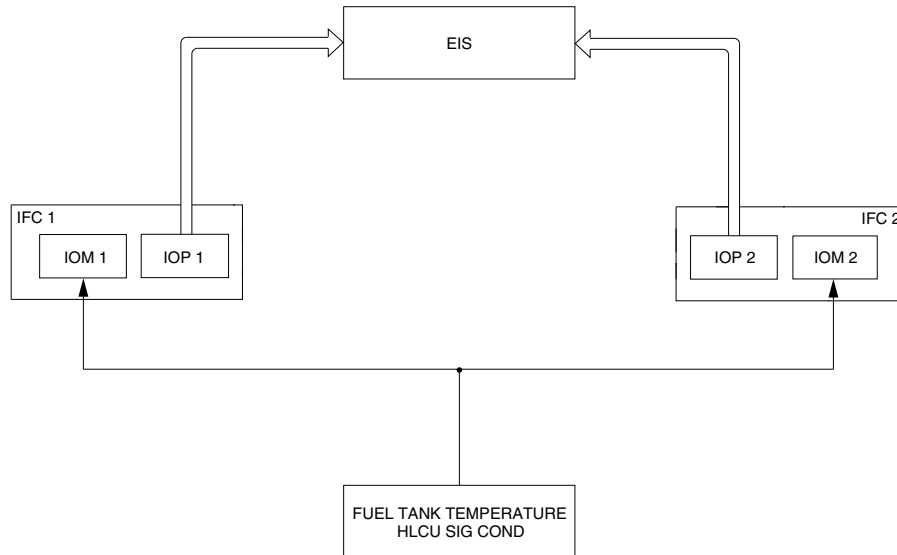 EIS
IFC 1
IFC 2
IOM 1
IOP 1
IOP 2
IOM 2
FUEL TANK TEMPERATURE
HLCU SIG COND